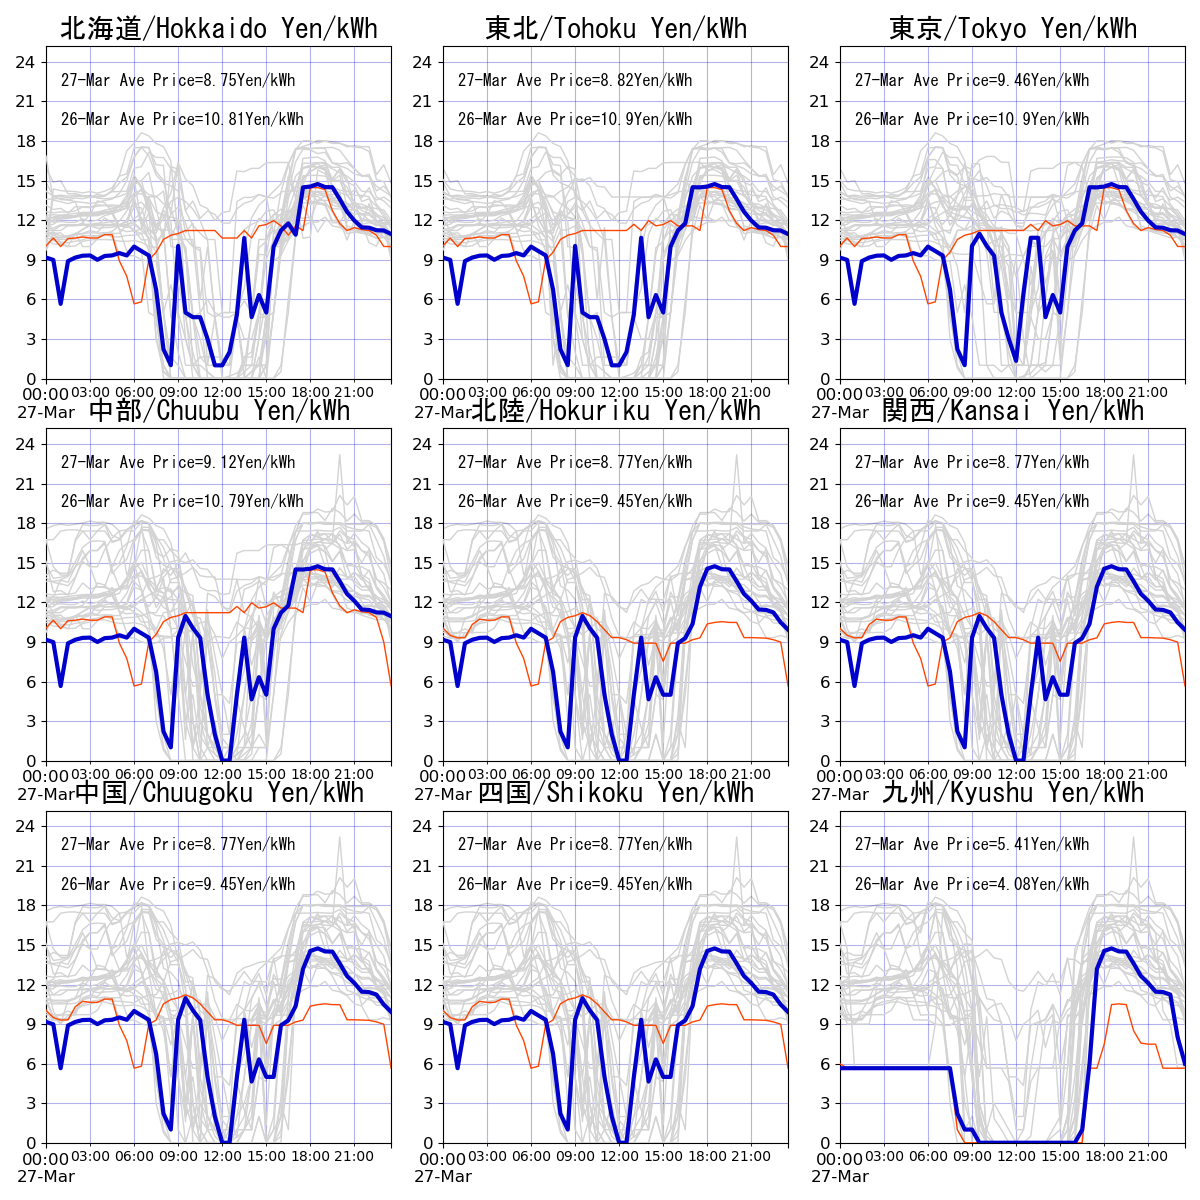 北海道/Hokkaido Yen/kWh
東北/Tohoku Yen/kWh
東京/Tokyo Yen/kWh
24
21
18
15
12
9
6
3
0
27-Mar Ave Price=8.75Yen/kWh
26-Mar Ave Price=10.81Yen/kWh
00:00 03:00 06:00 09:00 12:00 15:00 18:00 21:00
27-Mar
27-Mar Ave Price=8.82Yen/kWh
26-Mar Ave Price=10.9Yen/kWh
24
21
18
15
12
9
6
3
0
00:00 03:00 06:00 09:00 12:00 15:00 18:00 21:00
27-Mar
27-Mar Ave Price=9.46Yen/kWh
26-Mar Ave Price=10.9Yen/kWh
24
21
18
15
12
9
6
3
0
00:00 03:00 06:00 09:00 12:00 15:00 18:00 21:00
27-Mar
中部/Chuubu Yen/kWh
北陸/Hokuriku Yen/kWh
関西/Kansai Yen/kWh
24
21
18
15
12
9
6
3
0
27-Mar Ave Price=9.12Yen/kWh
26-Mar Ave Price=10.79Yen/kWh
00:00 03:00 06:00 09:00 12:00 15:00 18:00 21:00
27-Mar
24
21
18
15
12
9
6
3
0
27-Mar Ave Price=8.77Yen/kWh
26-Mar Ave Price=9.45Yen/kWh
00:00 03:00 06:00 09:00 12:00 15:00 18:00 21:00
27-Mar
24
21
18
15
12
9
6
3
0
27-Mar Ave Price=8.77Yen/kWh
26-Mar Ave Price=9.45Yen/kWh
00:00 03:00 06:00 09:00 12:00 15:00 18:00 21:00
27-Mar
中国/Chuugoku Yen/kWh
四国/Shikoku Yen/kWh
九州/Kyushu Yen/kWh
24
21
18
15
12
9
6
3
0
27-Mar Ave Price=8.77Yen/kWh
26-Mar Ave Price=9.45Yen/kWh
00:00 03:00 06:00 09:00 12:00 15:00 18:00 21:00
27-Mar
24
21
18
15
12
9
6
3
0
27-Mar Ave Price=8.77Yen/kWh
26-Mar Ave Price=9.45Yen/kWh
00:00 03:00 06:00 09:00 12:00 15:00 18:00 21:00
27-Mar
24
21
18
15
12
9
6
3
0
27-Mar Ave Price=5.41Yen/kWh
26-Mar Ave Price=4.08Yen/kWh
00:00 03:00 06:00 09:00 12:00 15:00 18:00 21:00
27-Mar